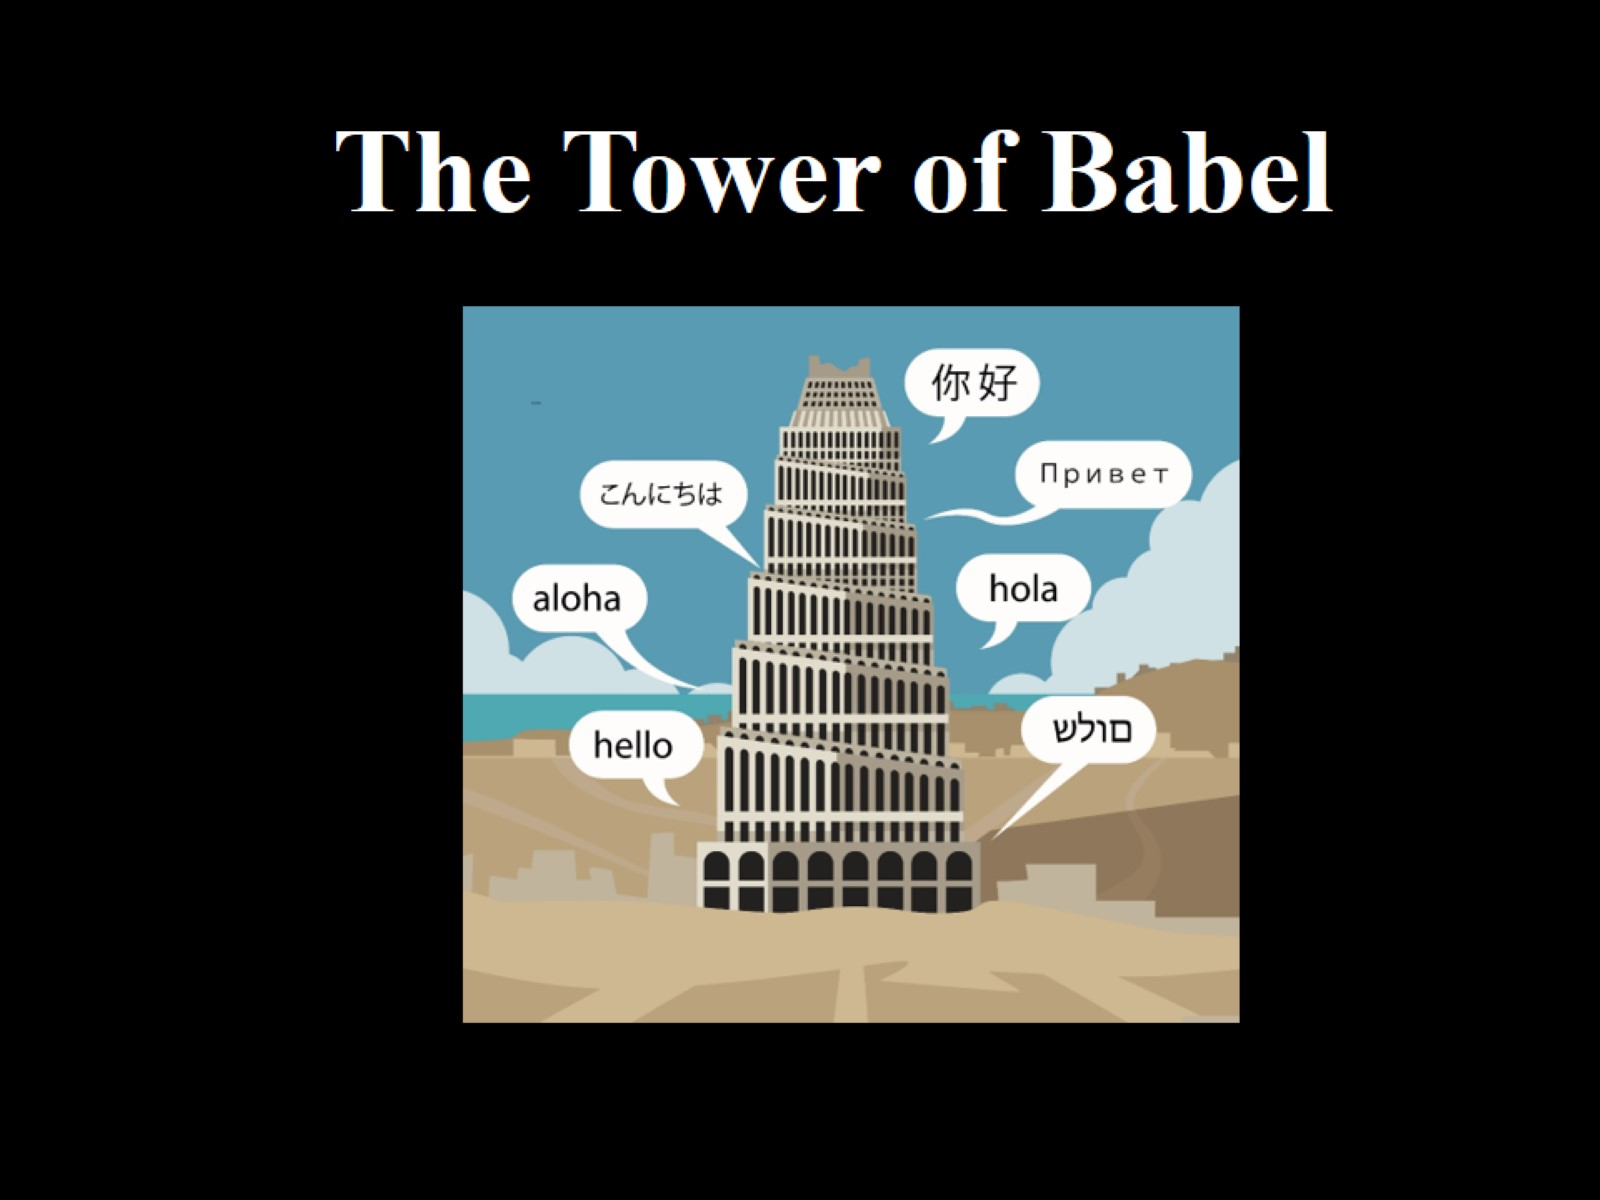 The Tower of Babel
你好
Привет
こんにちは
hola
aloha
שלום
hello